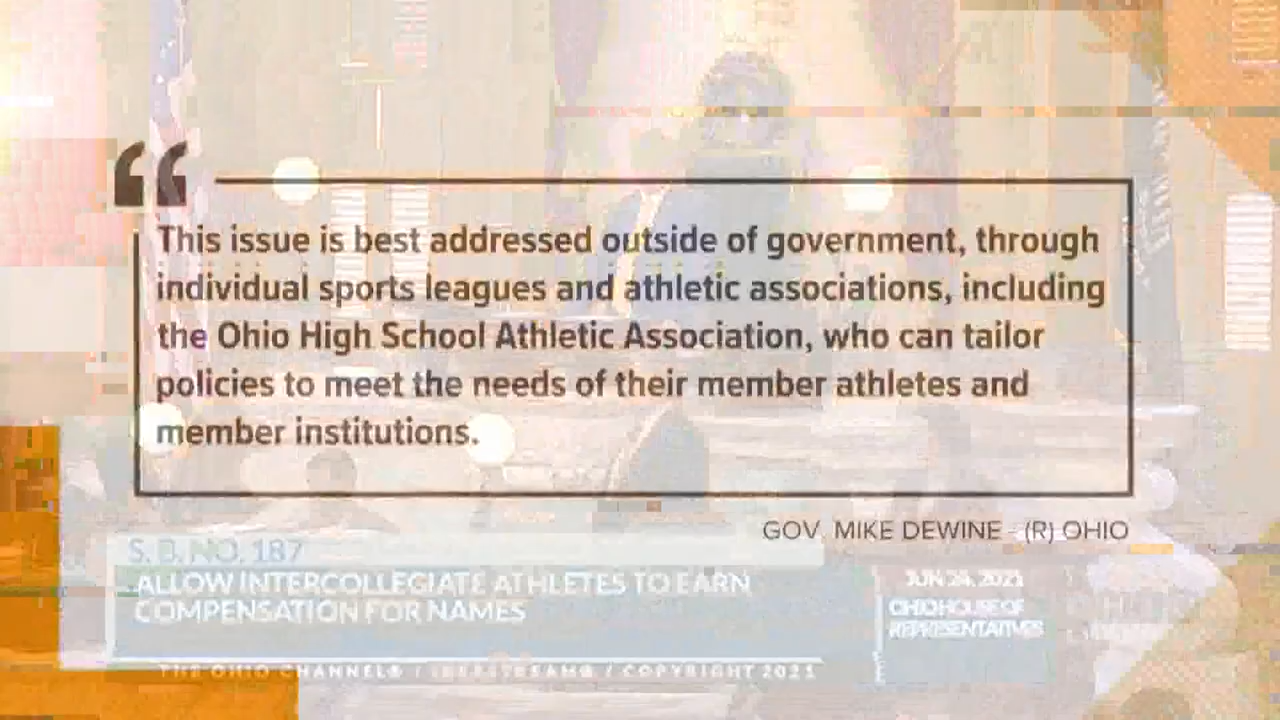 “
This issue is best addressed outside of government, through
individual sports leagues and athletic associations, including
the Ohio High School Athletic Association, who can tailor
policies to meet the needs of their member athletes and
member institutions.
GOV. MIKE DEWINE - (R) OHIO
S. B. NO. 187
ALLOW INTERCOLLEGIATE ATHLETES TO EARN
COMPENSATION FOR NAMES
JUN 24, 2021
OHIO HOUSE OF
REPRESENTATIVES
THE OHIO CHANNEL® / / COPYRIGHT 2021